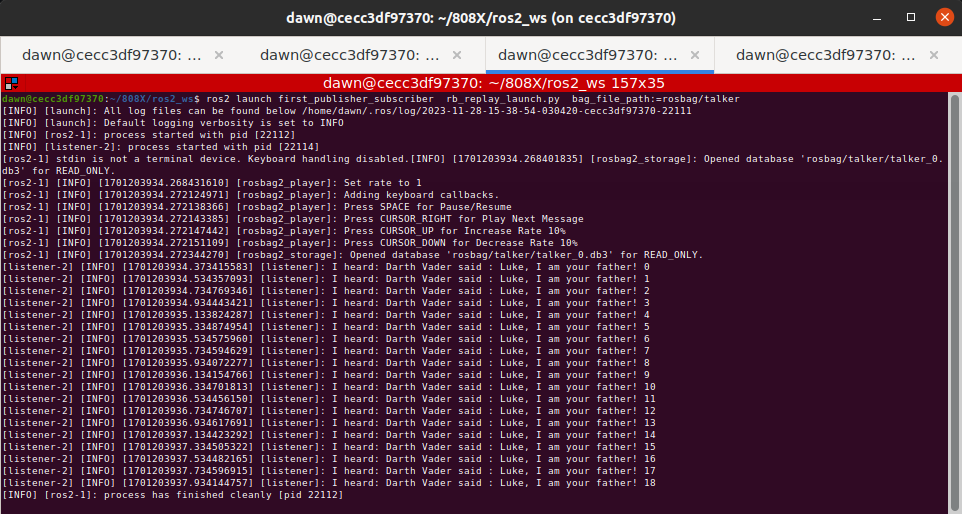 dawn@cecc3df97370: ~/808X/ros2_ws (on cecc3df97370)
dawn@cecc3df97370: ... × dawn@cecc3df97370: ... × dawn@cecc3df97370: ... × dawn@cecc3df97370: ... ×
dawn@cecc3df97370: ~/808X/ros2_ws 157x35
dawn@cecc3df97370:~/808X/ros2_ws$ ros2 launch first_publisher_subscriber  rb_replay_launch.py  bag_file_path:=rosbag/talker
[INFO] [launch]: All log files can be found below /home/dawn/.ros/log/2023-11-28-15-38-54-030420-cecc3df97370-22111
[INFO] [launch]: Default logging verbosity is set to INFO
[INFO] [ros2-1]: process started with pid [22112]
[INFO] [listener-2]: process started with pid [22114]
[ros2-1] stdin is not a terminal device. Keyboard handling disabled.[INFO] [1701203934.268401835] [rosbag2_storage]: Opened database 'rosbag/talker/talker_0.
db3' for READ_ONLY.
[ros2-1] [INFO] [1701203934.268431610] [rosbag2_player]: Set rate to 1
[ros2-1] [INFO] [1701203934.272124971] [rosbag2_player]: Adding keyboard callbacks.
[ros2-1] [INFO] [1701203934.272138366] [rosbag2_player]: Press SPACE for Pause/Resume
[ros2-1] [INFO] [1701203934.272143385] [rosbag2_player]: Press CURSOR_RIGHT for Play Next Message
[ros2-1] [INFO] [1701203934.272147442] [rosbag2_player]: Press CURSOR_UP for Increase Rate 10%
[ros2-1] [INFO] [1701203934.272151109] [rosbag2_player]: Press CURSOR_DOWN for Decrease Rate 10%
[ros2-1] [INFO] [1701203934.272344270] [rosbag2_storage]: Opened database 'rosbag/talker/talker_0.db3' for READ_ONLY.
[listener-2] [INFO] [1701203934.373415583] [listener]: I heard: Darth Vader said : Luke, I am your father! 0
[listener-2] [INFO] [1701203934.534357093] [listener]: I heard: Darth Vader said : Luke, I am your father! 1
[listener-2] [INFO] [1701203934.734769346] [listener]: I heard: Darth Vader said : Luke, I am your father! 2
[listener-2] [INFO] [1701203934.934443421] [listener]: I heard: Darth Vader said : Luke, I am your father! 3
[listener-2] [INFO] [1701203935.133824287] [listener]: I heard: Darth Vader said : Luke, I am your father! 4
[listener-2] [INFO] [1701203935.334874954] [listener]: I heard: Darth Vader said : Luke, I am your father! 5
[listener-2] [INFO] [1701203935.534575960] [listener]: I heard: Darth Vader said : Luke, I am your father! 6
[listener-2] [INFO] [1701203935.734594629] [listener]: I heard: Darth Vader said : Luke, I am your father! 7
[listener-2] [INFO] [1701203935.934072277] [listener]: I heard: Darth Vader said : Luke, I am your father! 8
[listener-2] [INFO] [1701203936.134154766] [listener]: I heard: Darth Vader said : Luke, I am your father! 9
[listener-2] [INFO] [1701203936.334701813] [listener]: I heard: Darth Vader said : Luke, I am your father! 10
[listener-2] [INFO] [1701203936.534456150] [listener]: I heard: Darth Vader said : Luke, I am your father! 11
[listener-2] [INFO] [1701203936.734746707] [listener]: I heard: Darth Vader said : Luke, I am your father! 12
[listener-2] [INFO] [1701203936.934617691] [listener]: I heard: Darth Vader said : Luke, I am your father! 13
[listener-2] [INFO] [1701203937.134423292] [listener]: I heard: Darth Vader said : Luke, I am your father! 14
[listener-2] [INFO] [1701203937.334505322] [listener]: I heard: Darth Vader said : Luke, I am your father! 15
[listener-2] [INFO] [1701203937.534482165] [listener]: I heard: Darth Vader said : Luke, I am your father! 16
[listener-2] [INFO] [1701203937.734596915] [listener]: I heard: Darth Vader said : Luke, I am your father! 17
[listener-2] [INFO] [1701203937.934144757] [listener]: I heard: Darth Vader said : Luke, I am your father! 18
[INFO] [ros2-1]: process has finished cleanly [pid 22112]